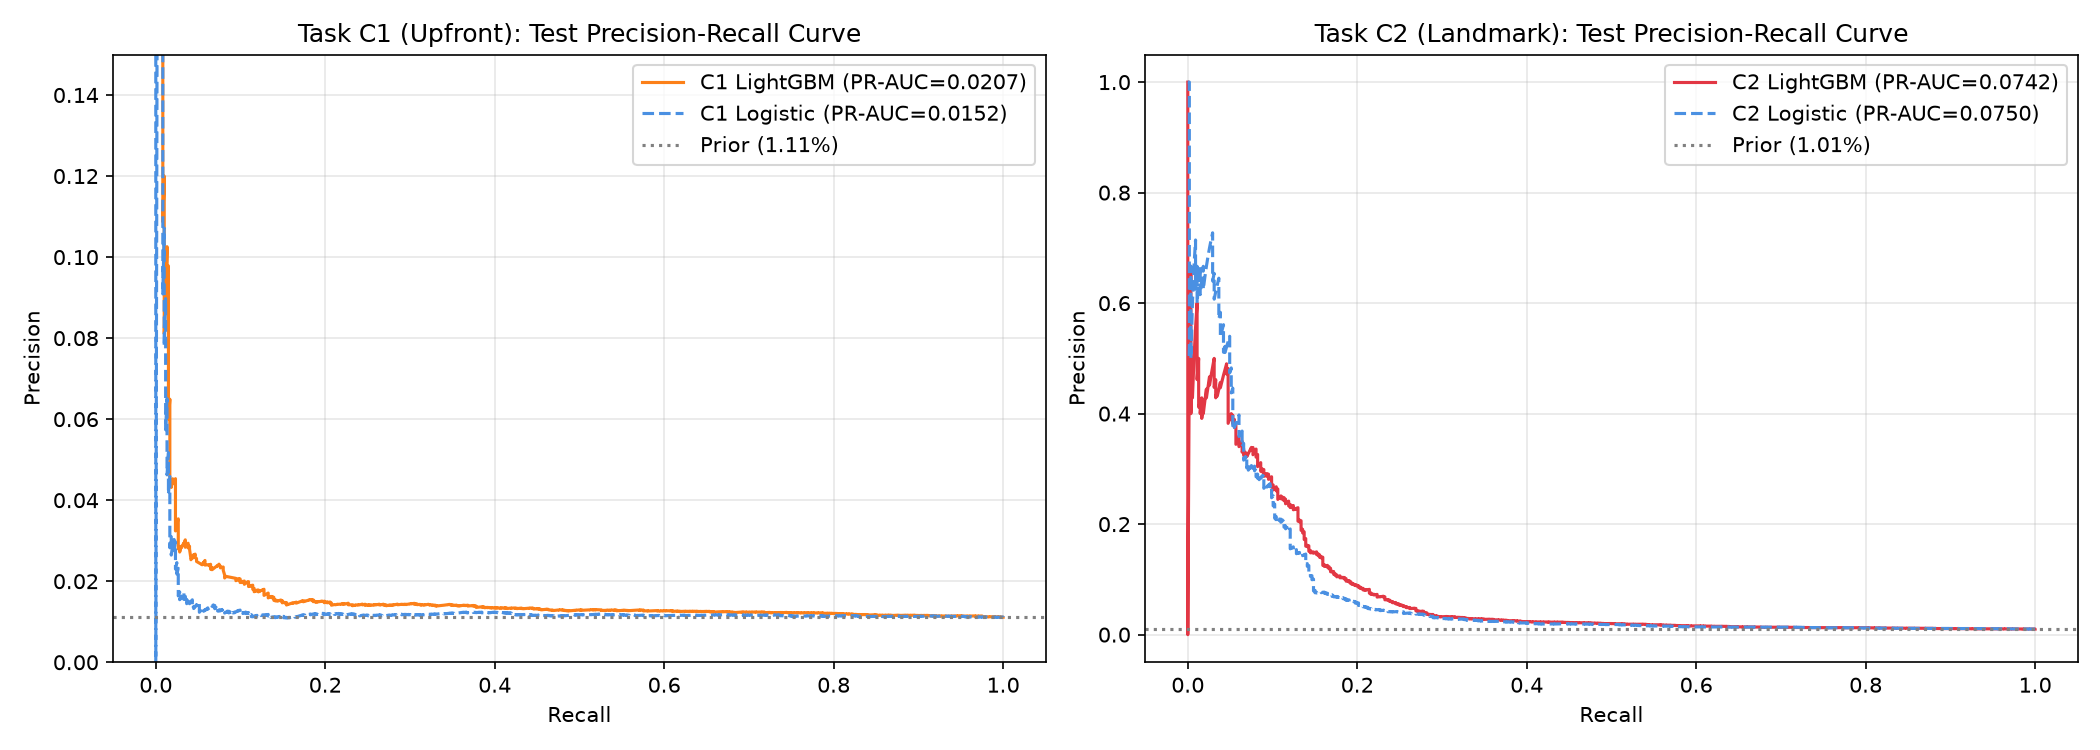 Task C1 (Upfront): Test Precision-Recall Curve
C1 LightGBM (PR-AUC=0.0207)
C1 Logistic (PR-AUC=0.0152)
Prior (1.11%)
Precision
0.14
0.12
0.10
0.08
0.06
0.04
0.02
0.00
0.0 0.2 0.4 0.6 0.8 1.0
Recall
Task C2 (Landmark): Test Precision-Recall Curve
C2 LightGBM (PR-AUC=0.0742)
C2 Logistic (PR-AUC=0.0750)
Prior (1.01%)
Precision
1.0
0.8
0.6
0.4
0.2
0.0
0.0 0.2 0.4 0.6 0.8 1.0
Recall